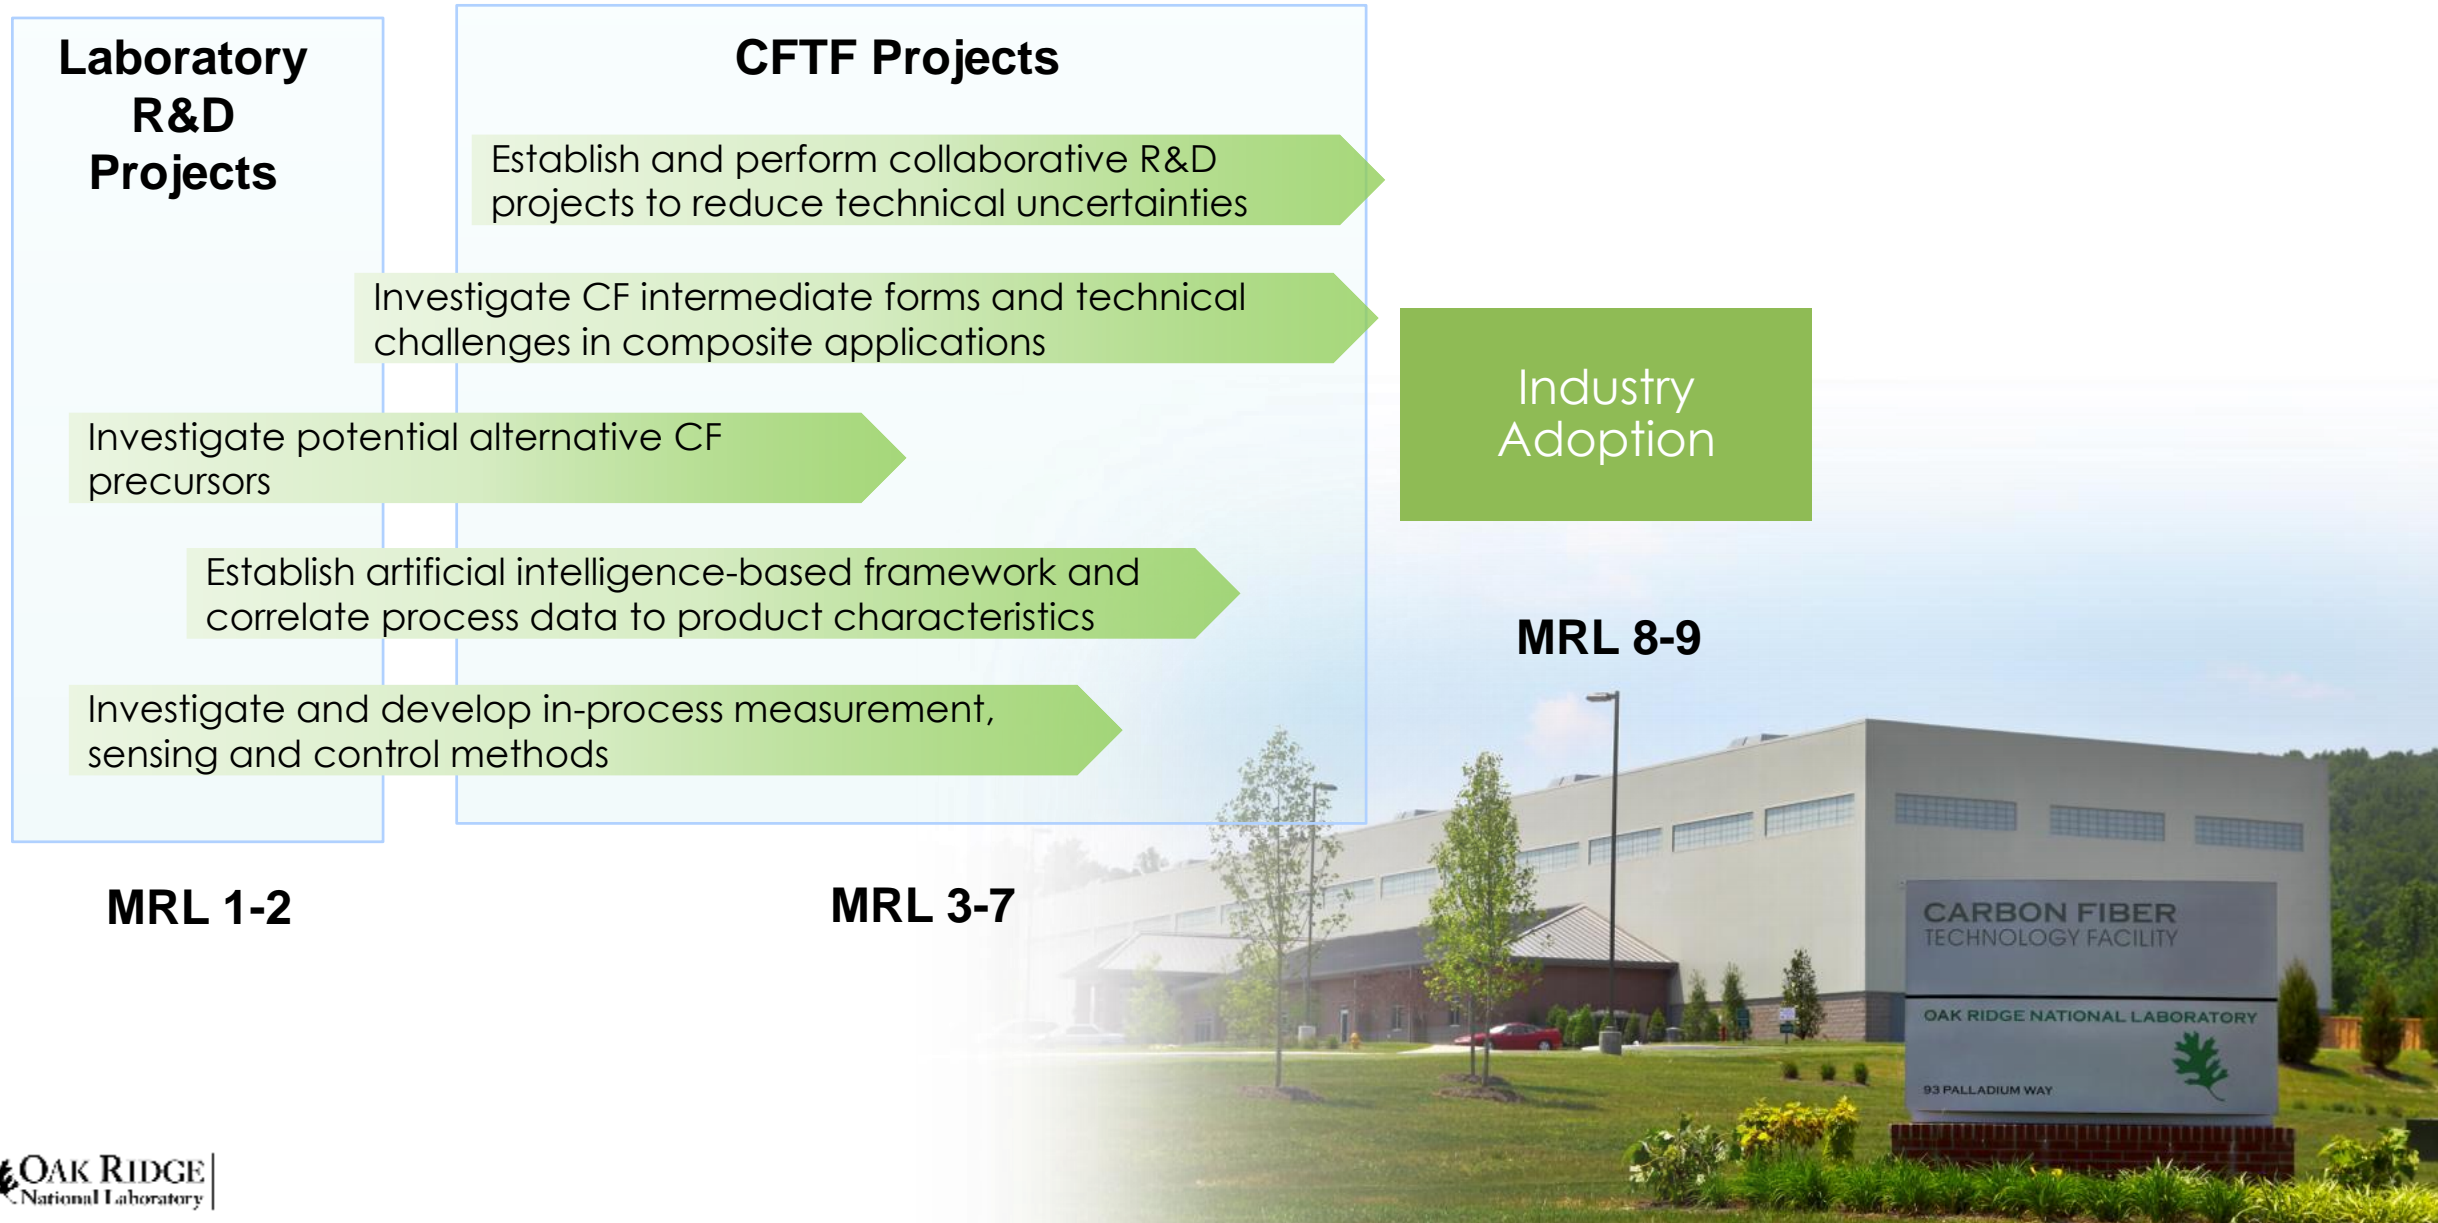 Laboratory
R&D
Projects
CFTF Projects
Establish and perform collaborative R&D
projects to reduce technical uncertainties
Investigate CF intermediate forms and technical
challenges in composite applications
Investigate potential alternative CF
precursors
Establish artificial intelligence-based framework and
correlate process data to product characteristics
Investigate and develop in-process measurement,
sensing and control methods
Industry
Adoption
MRL 1-2
MRL 3-7
MRL 8-9
CARBON FIBER
TECHNOLOGY FACILITY
OAK RIDGE NATIONAL LABORATORY
93 PALLADIUM WAY
OAK RIDGE
National Laboratory